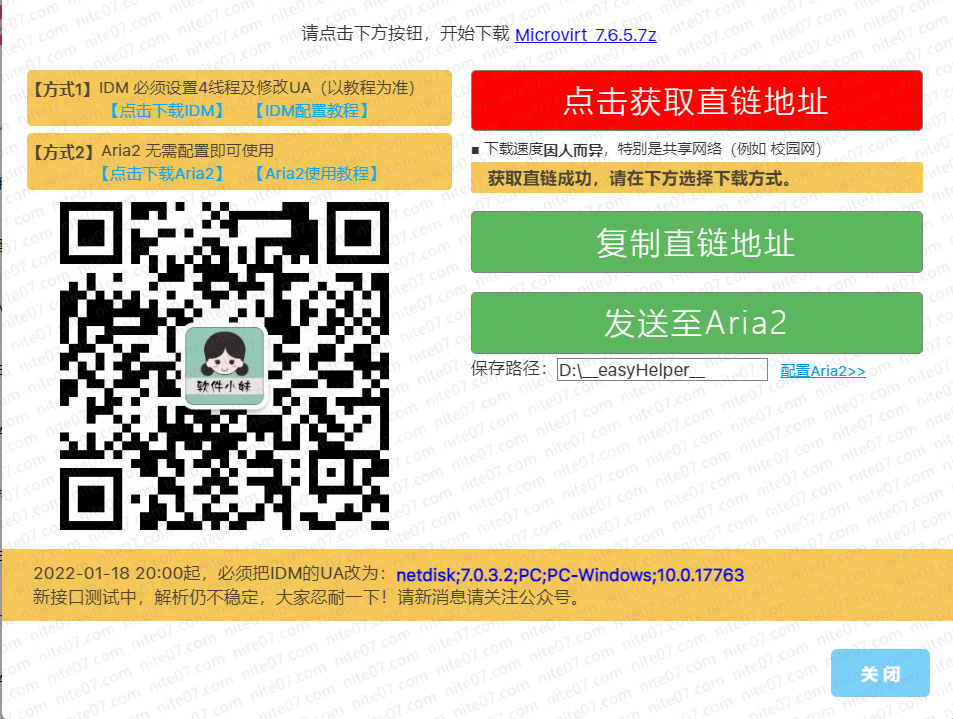 请点击下方按钮，开始下载 Microvirt_7.6.5.7z
【方式1】IDM 必须设置4线程及修改UA（以教程为准）
【点击下载IDM】 【IDM配置教程】
【方式2】Aria2 无需配置即可使用
【点击下载Aria2】 【Aria2使用教程】
软件小妹
点击获取直链地址
■ 下载速度因人而异，特别是共享网络（例如 校园网）
获取直链成功，请在下方选择下载方式。
复制直链地址
发送至Aria2
保存路径：D:\__easyHelper__ 配置Aria2>>
2022-01-18 20:00起，必须把IDM的UA改为：netdisk;7.0.3.2;PC;PC-Windows;10.0.17763
新接口测试中，解析仍不稳定，大家忍耐一下！请新消息请关注公众号。
关闭
nite07.com